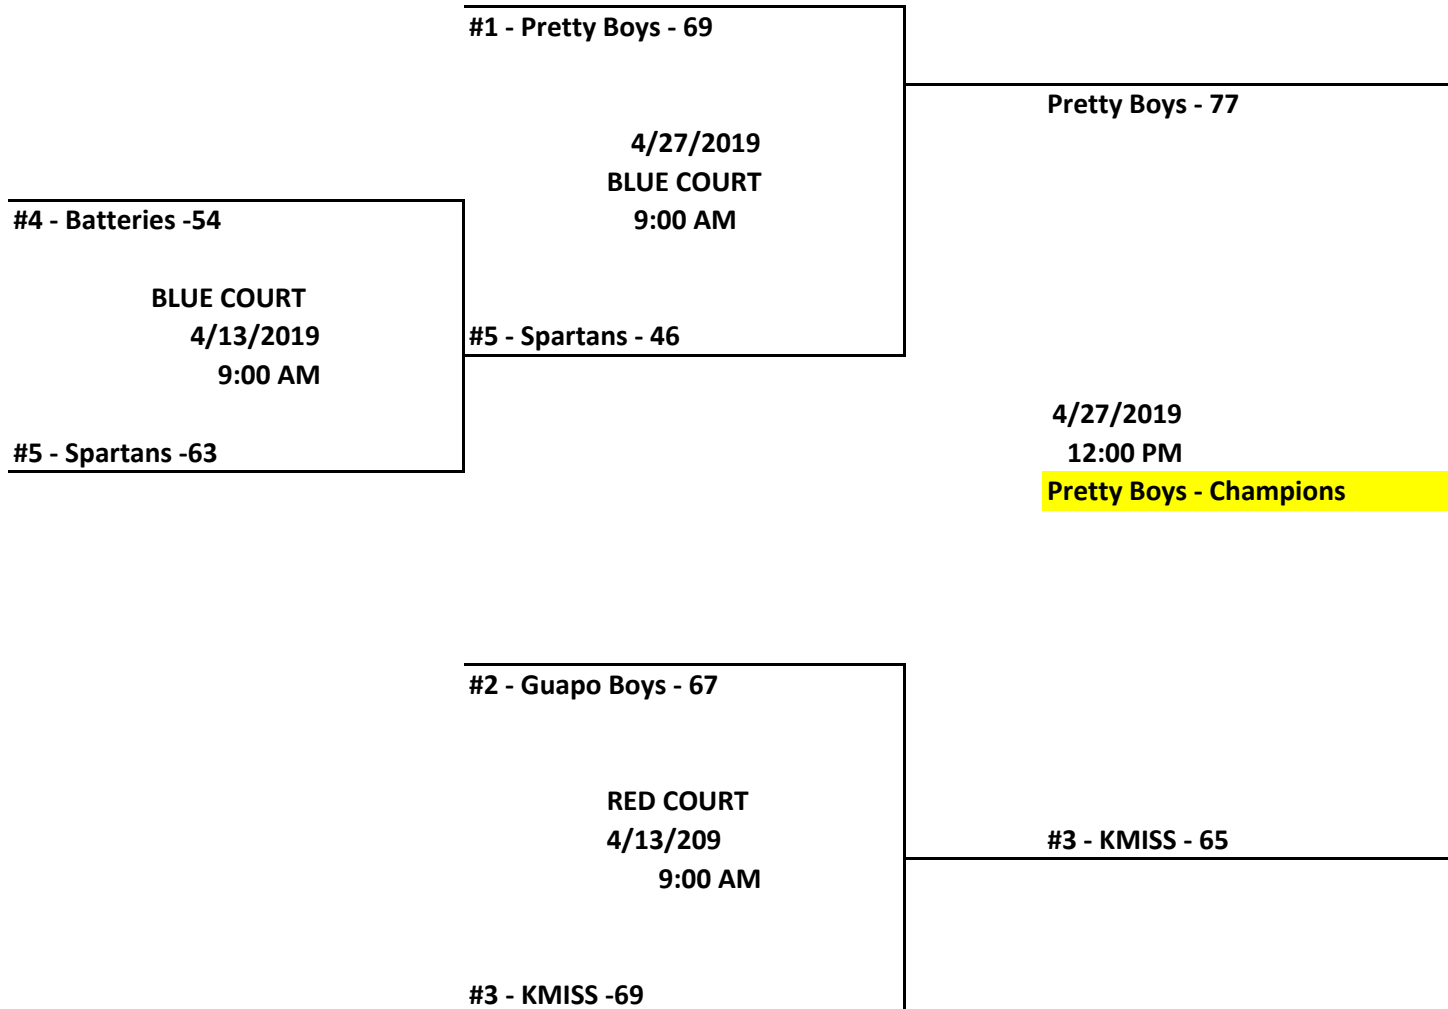 #1 - Pretty Boys - 69
Pretty Boys - 77
4/27/2019
BLUE COURT
#4 - Batteries -54
9:00 AM
BLUE COURT
4/13/2019
#5 - Spartans - 46
9:00 AM
4/27/2019
#5 - Spartans -63
12:00 PM
Pretty Boys - Champions
#2 - Guapo Boys - 67
RED COURT
4/13/209
#3 - KMISS - 65
9:00 AM
#3 - KMISS -69